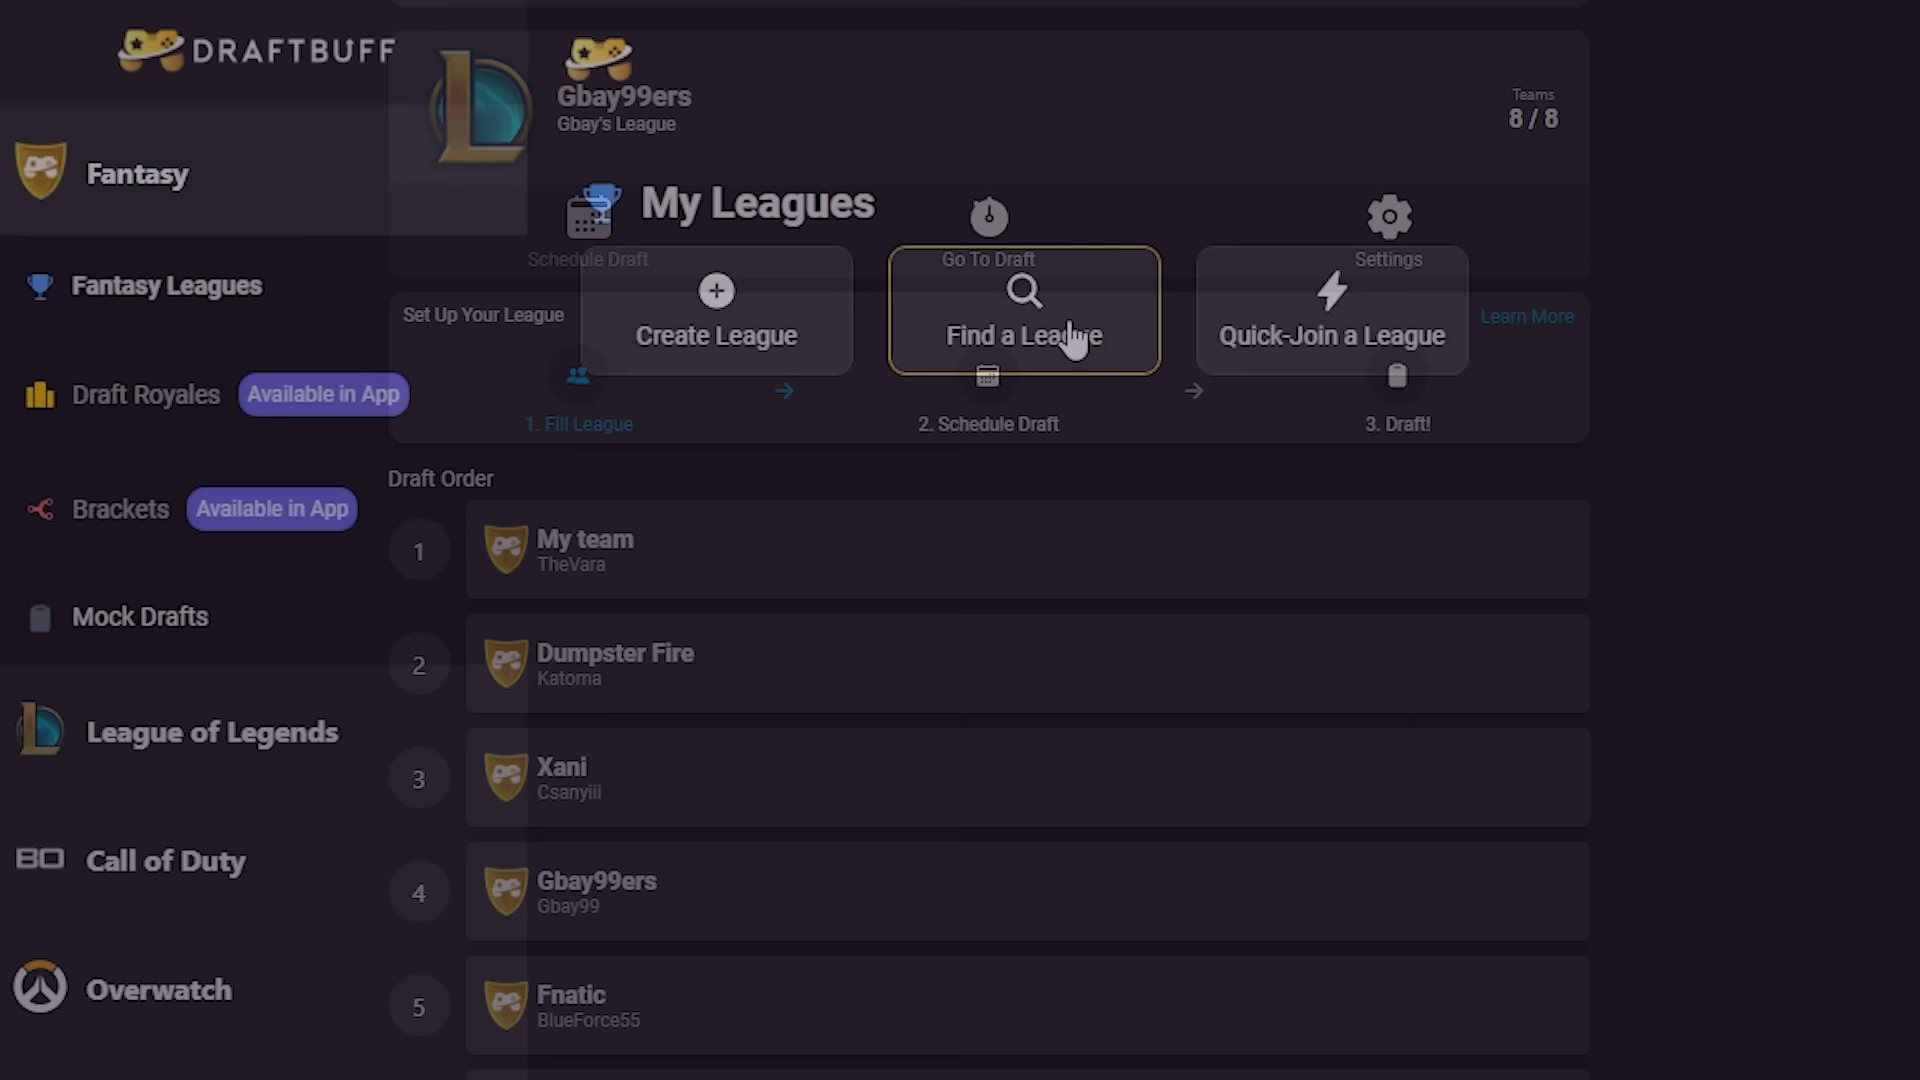 DRAFTBUFF
Gbay99ers
Gbay's League
Teams
8 / 8
Fantasy
My Leagues
Schedule Draft
Go To Draft
Settings
Fantasy Leagues
Set Up Your League
Create League
Find a League
Quick-Join a League
Learn More
Draft Royales
Available in App
1. Fill League
2. Schedule Draft
3. Draft!
Draft Order
Brackets
Available in App
1
My team
TheVara
Mock Drafts
2
Dumpster Fire
Katoma
League of Legends
3
Xani
Csanyiii
Call of Duty
4
Gbay99ers
Gbay99
Overwatch
5
Fnatic
BlueForce55